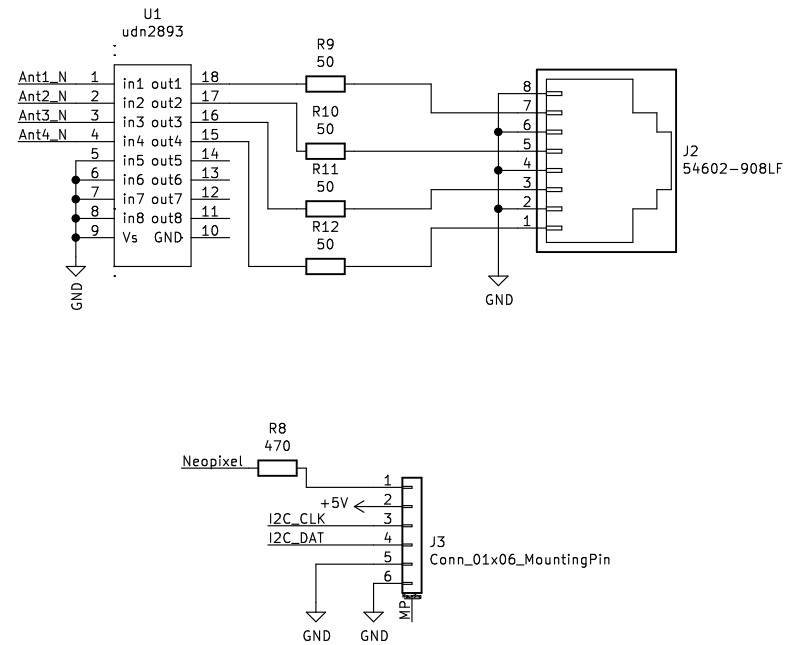 U1
udn2893
Ant1_N 1 in1 out1 18
Ant2_N 2 in2 out2 17
Ant3_N 3 in3 out3 16
Ant4_N 4 in4 out4 15
5 in5 out5 14
6 in6 out6 13
7 in7 out7 12
8 in8 out8 11
9 Vs GND 10
GND
R9
50
R10
50
R11
50
R12
50
8
7
6
5
4
3
2
1
J2
54602-908LF
GND
R8
470
Neopixel
1
+5V 2
I2C_CLK 3
I2C_DAT 4
5
6
J3
Conn_01x06_MountingPin
MP
GND GND